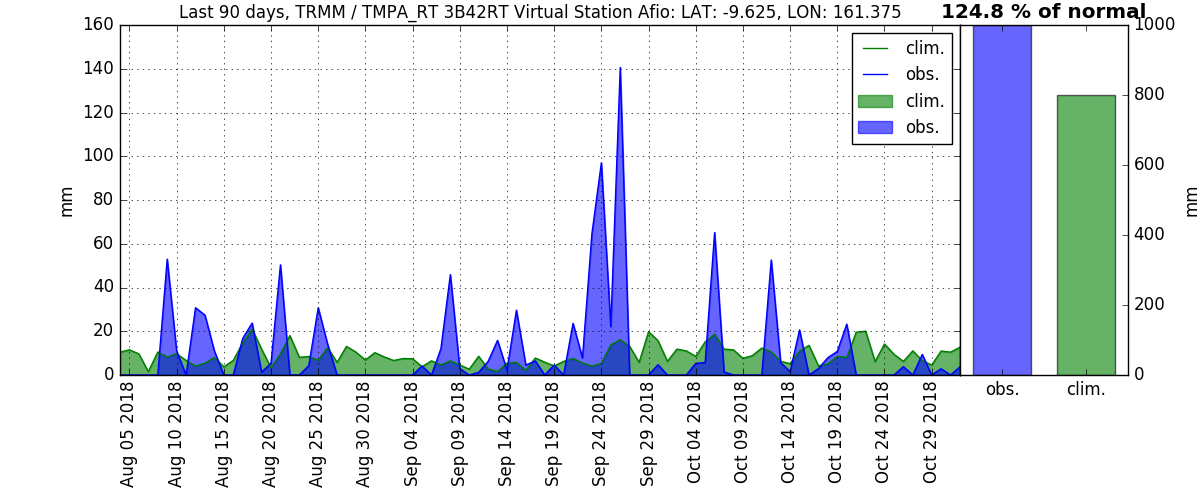 Last 90 days, TRMM / TMPA_RT 3B42RT Virtual Station Afio: LAT: -9.625, LON: 161.375
124.8 % of normal
160
140
120
100
80
60
40
20
0
mm
clim.
obs.
clim.
obs.
Aug 05 2018
Aug 10 2018
Aug 15 2018
Aug 20 2018
Aug 25 2018
Aug 30 2018
Sep 04 2018
Sep 09 2018
Sep 14 2018
Sep 19 2018
Sep 24 2018
Sep 29 2018
Oct 04 2018
Oct 09 2018
Oct 14 2018
Oct 19 2018
Oct 24 2018
Oct 29 2018
1000
800
600
400
200
0
mm
obs.
clim.